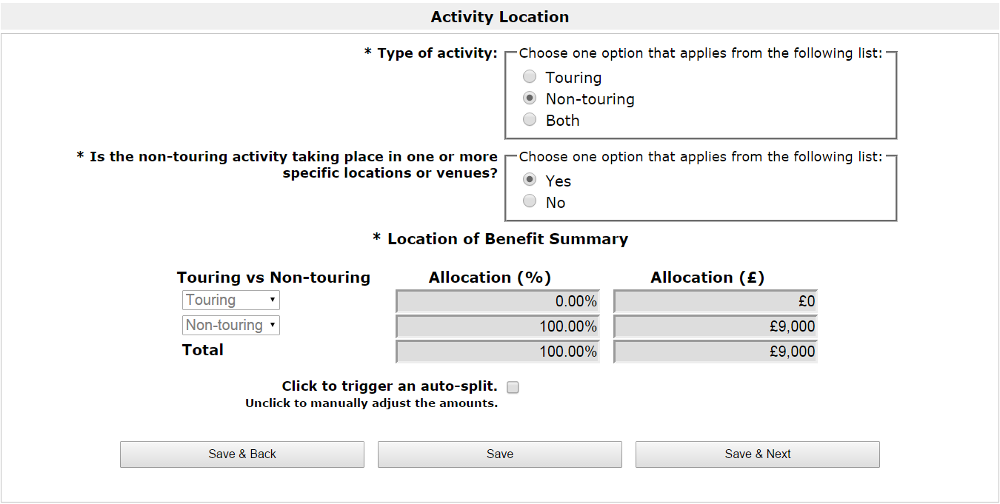 Activity Location
* Type of activity:
Choose one option that applies from the following list:
Touring
Non-touring
Both
* Is the non-touring activity taking place in one or more
specific locations or venues?
Choose one option that applies from the following list:
Yes
No
* Location of Benefit Summary
Touring vs Non-touring Allocation (%) Allocation (£)
Touring 0.00% £0
Non-touring 100.00% £9,000
Total 100.00% £9,000
Click to trigger an auto-split.
Unclick to manually adjust the amounts.
Save & Back Save Save & Next